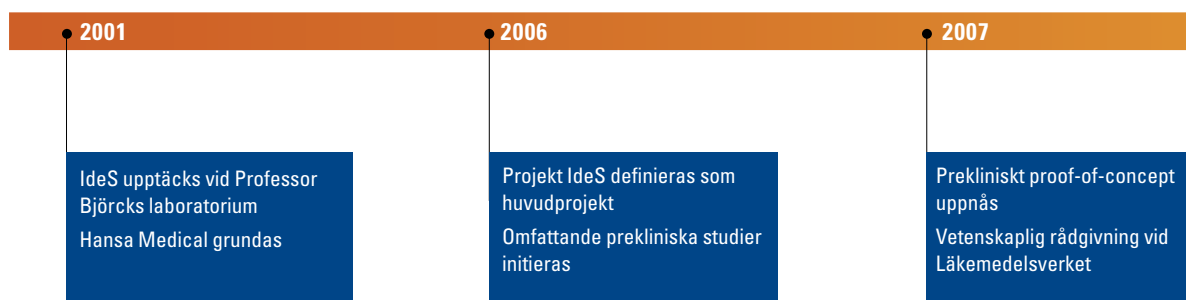 2001
IdeS upptäcks vid Professor
Björcks laboratorium
Hansa Medical grundas
2006
Projekt IdeS definieras som
huvudprojekt
Omfattande prekliniska studier
initieras
2007
Prekliniskt proof-of-concept
uppnås
Vetenskaplig rådgivning vid
Läkemedelsverket